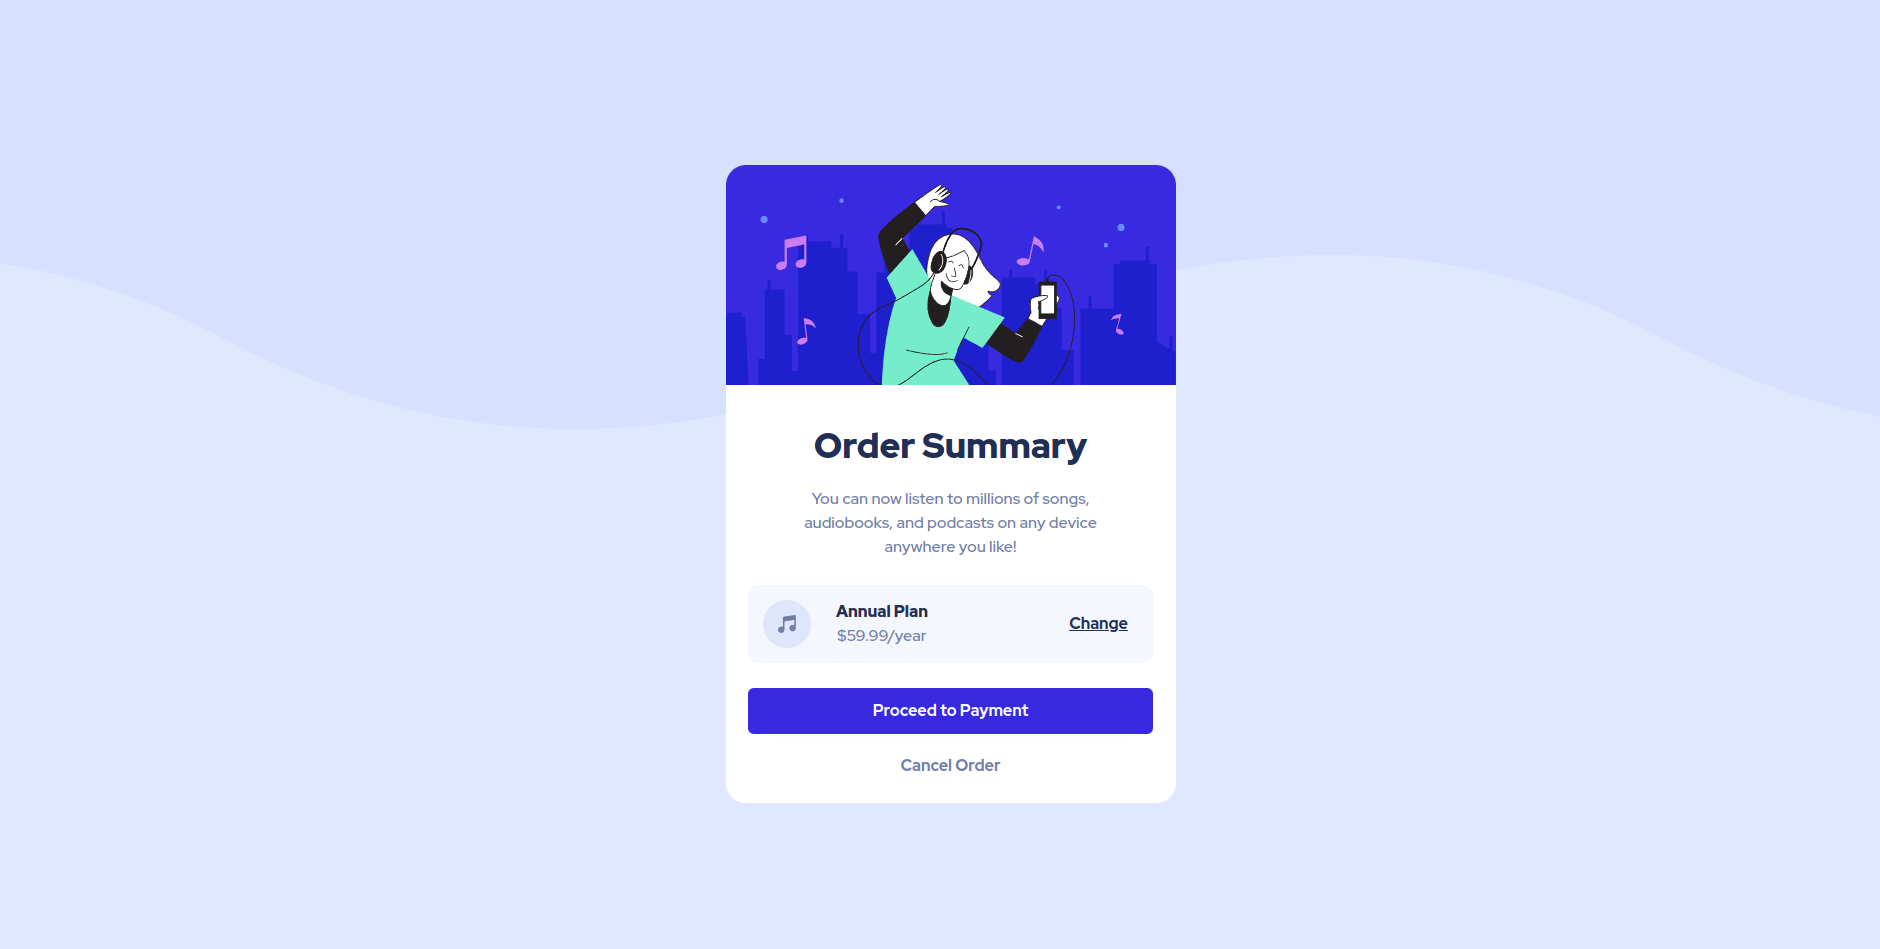 Order Summary
You can now listen to millions of songs,
audiobooks, and podcasts on any device
anywhere you like!
Annual Plan
$59.99/year
Change
Proceed to Payment
Cancel Order